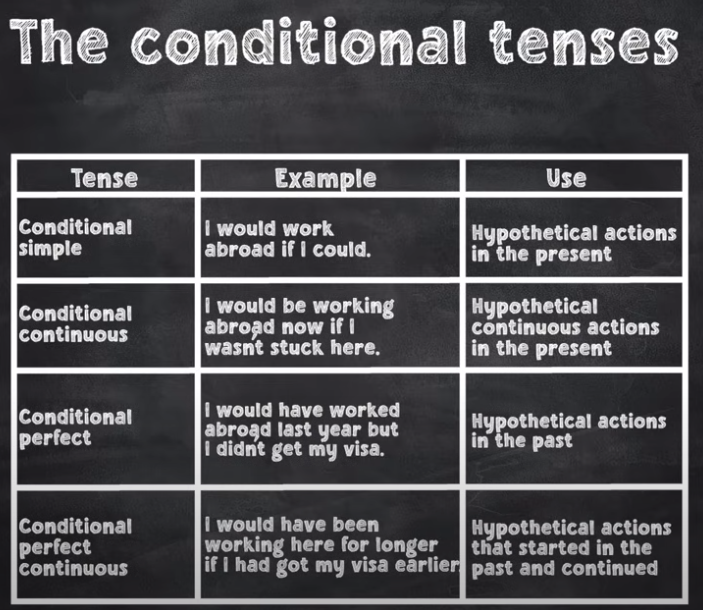 The conditional tenses
Tense
Example
Use
Conditional
simple
I would work
abroad if I could.
Hypothetical actions
in the present
Conditional
continuous
I would be working
abroad now if I
wasn't stuck here.
Hypothetical
continuous actions
in the present
Conditional
perfect
I would have worked
abroad last year but
I didn't get my visa.
Hypothetical actions
in the past
Conditional
perfect
continuous
I would have been
working here for longer
if I had got my visa earlier
Hypothetical actions
that started in the
past and continued